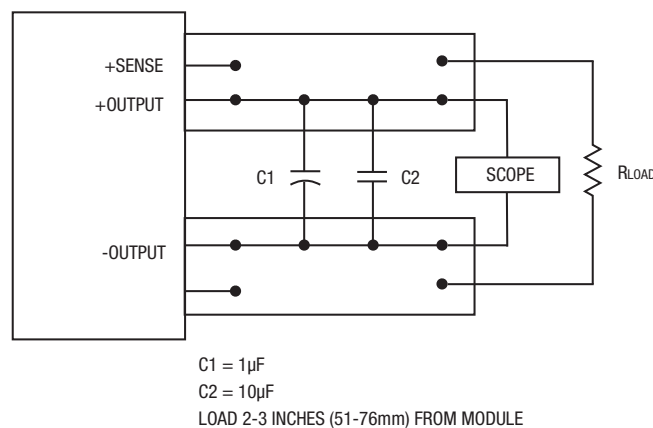 +SENSE
+OUTPUT
C1
C2
SCOPE
RLOAD
-OUTPUT
C1 = 1µF
C2 = 10µF
LOAD 2-3 INCHES (51-76mm) FROM MODULE